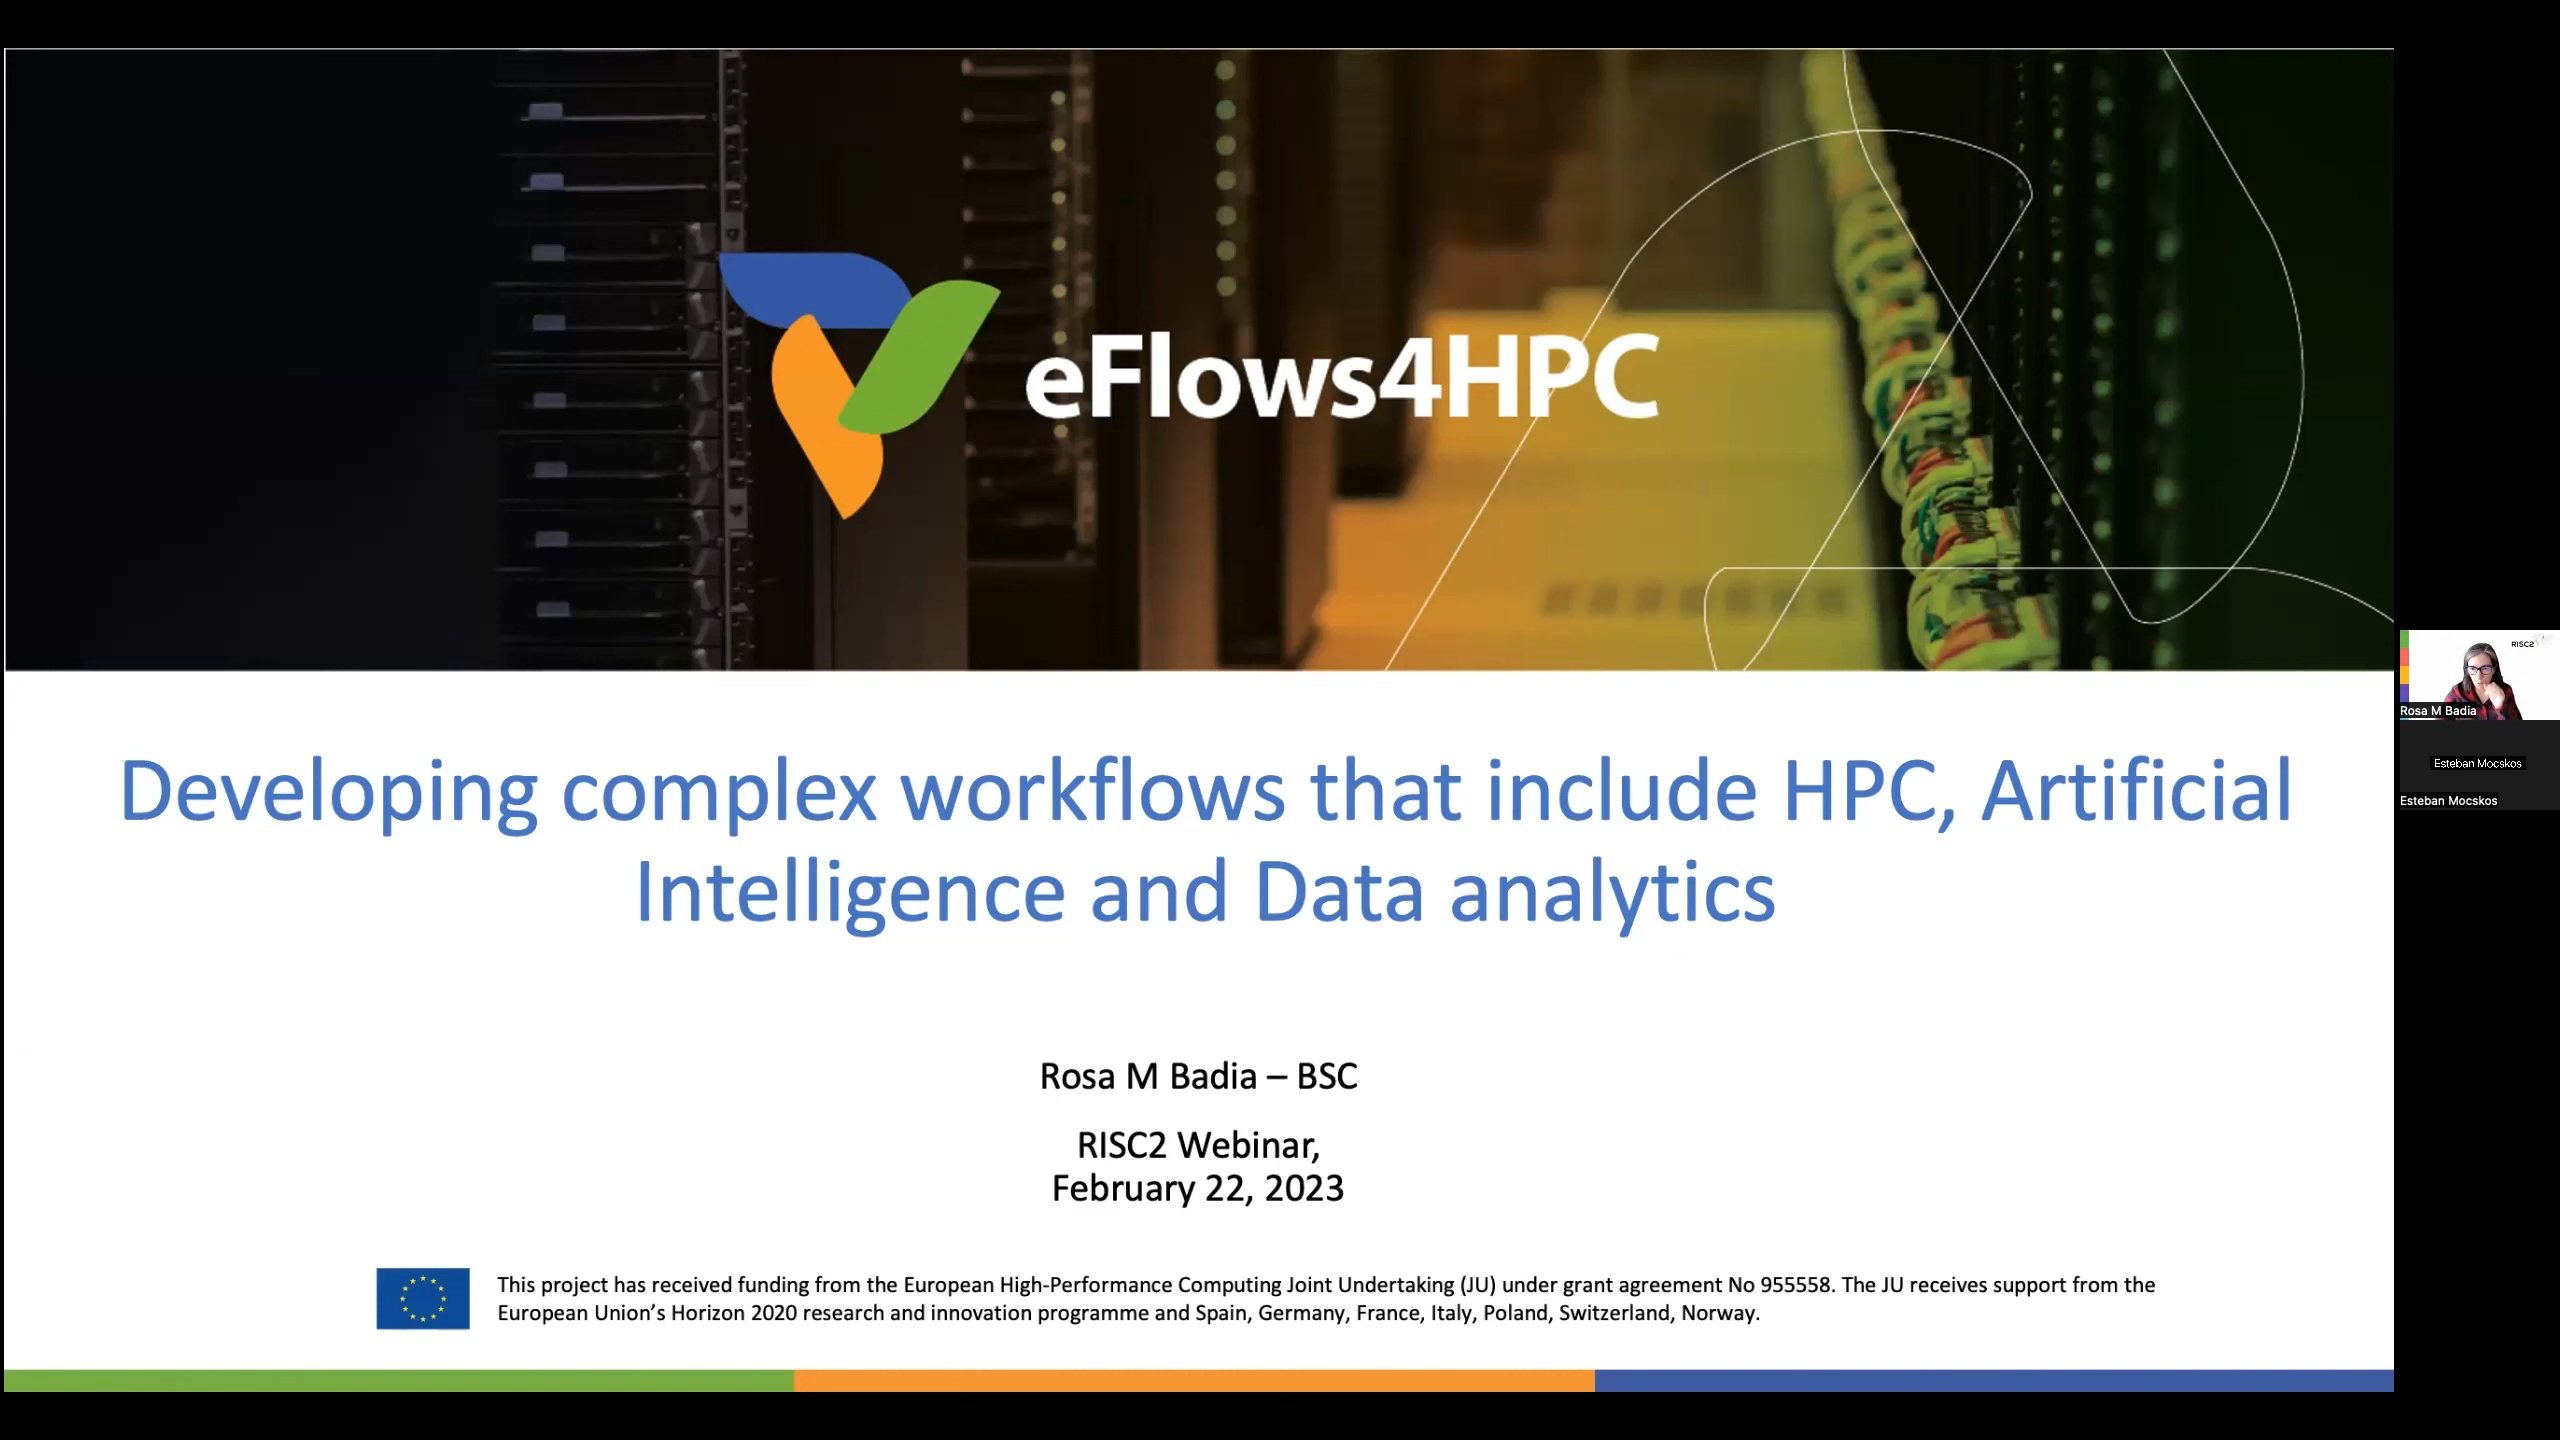 eFlows4HPC
Developing complex workflows that include HPC, Artificial
Intelligence and Data analytics
Rosa M Badia – BSC
RISC2 Webinar,
February 22, 2023
This project has received funding from the European High-Performance Computing Joint Undertaking (JU) under grant agreement No 955558. The JU receives support from the
European Union’s Horizon 2020 research and innovation programme and Spain, Germany, France, Italy, Poland, Switzerland, Norway.
RISC2
Rosa M Badia
Esteban Mocskos
Esteban Mocskos